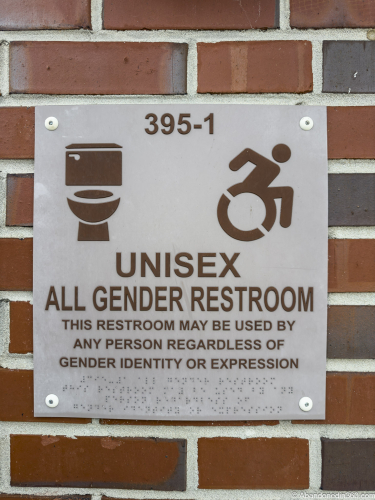 395-1
UNISEX
ALL GENDER RESTROOM
THIS RESTROOM MAY BE USED BY
ANY PERSON REGARDLESS OF
GENDER IDENTITY OR EXPRESSION